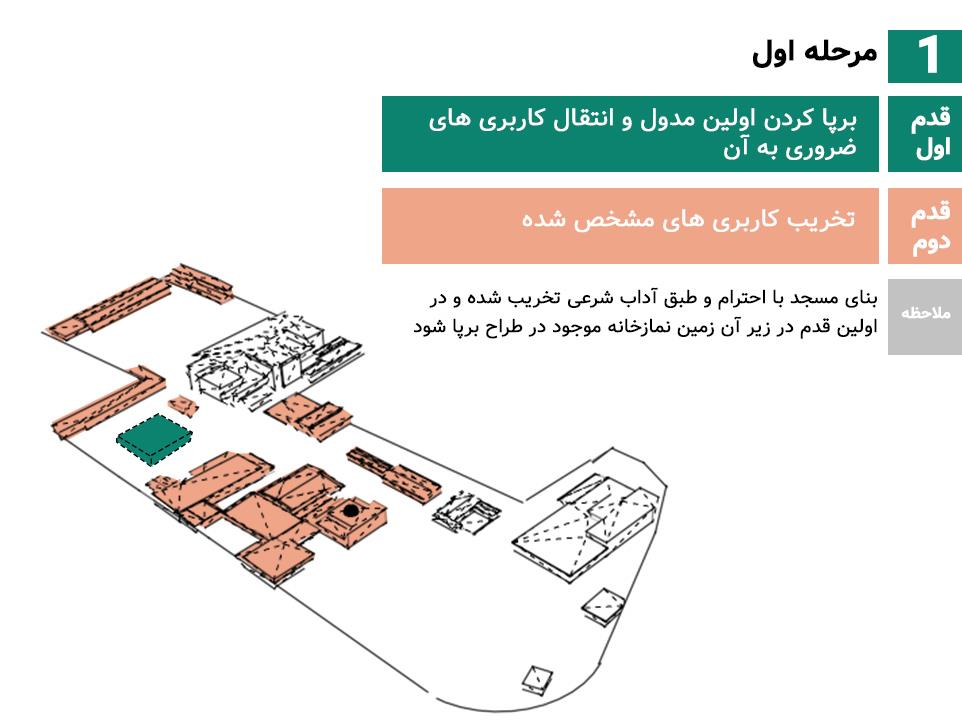 1
مرحله اول
قدم
اول
برپا کردن اولین مدول و انتقال کاربری های
ضروری به آن
قدم
دوم
تخریب کاربری های مشخص شده
ملاحظه
بنای مسجد با احترام و طبق آداب شرعی تخریب شده و در
اولین قدم در زیر آن زمین نمازخانه موجود در طراح برپا شود